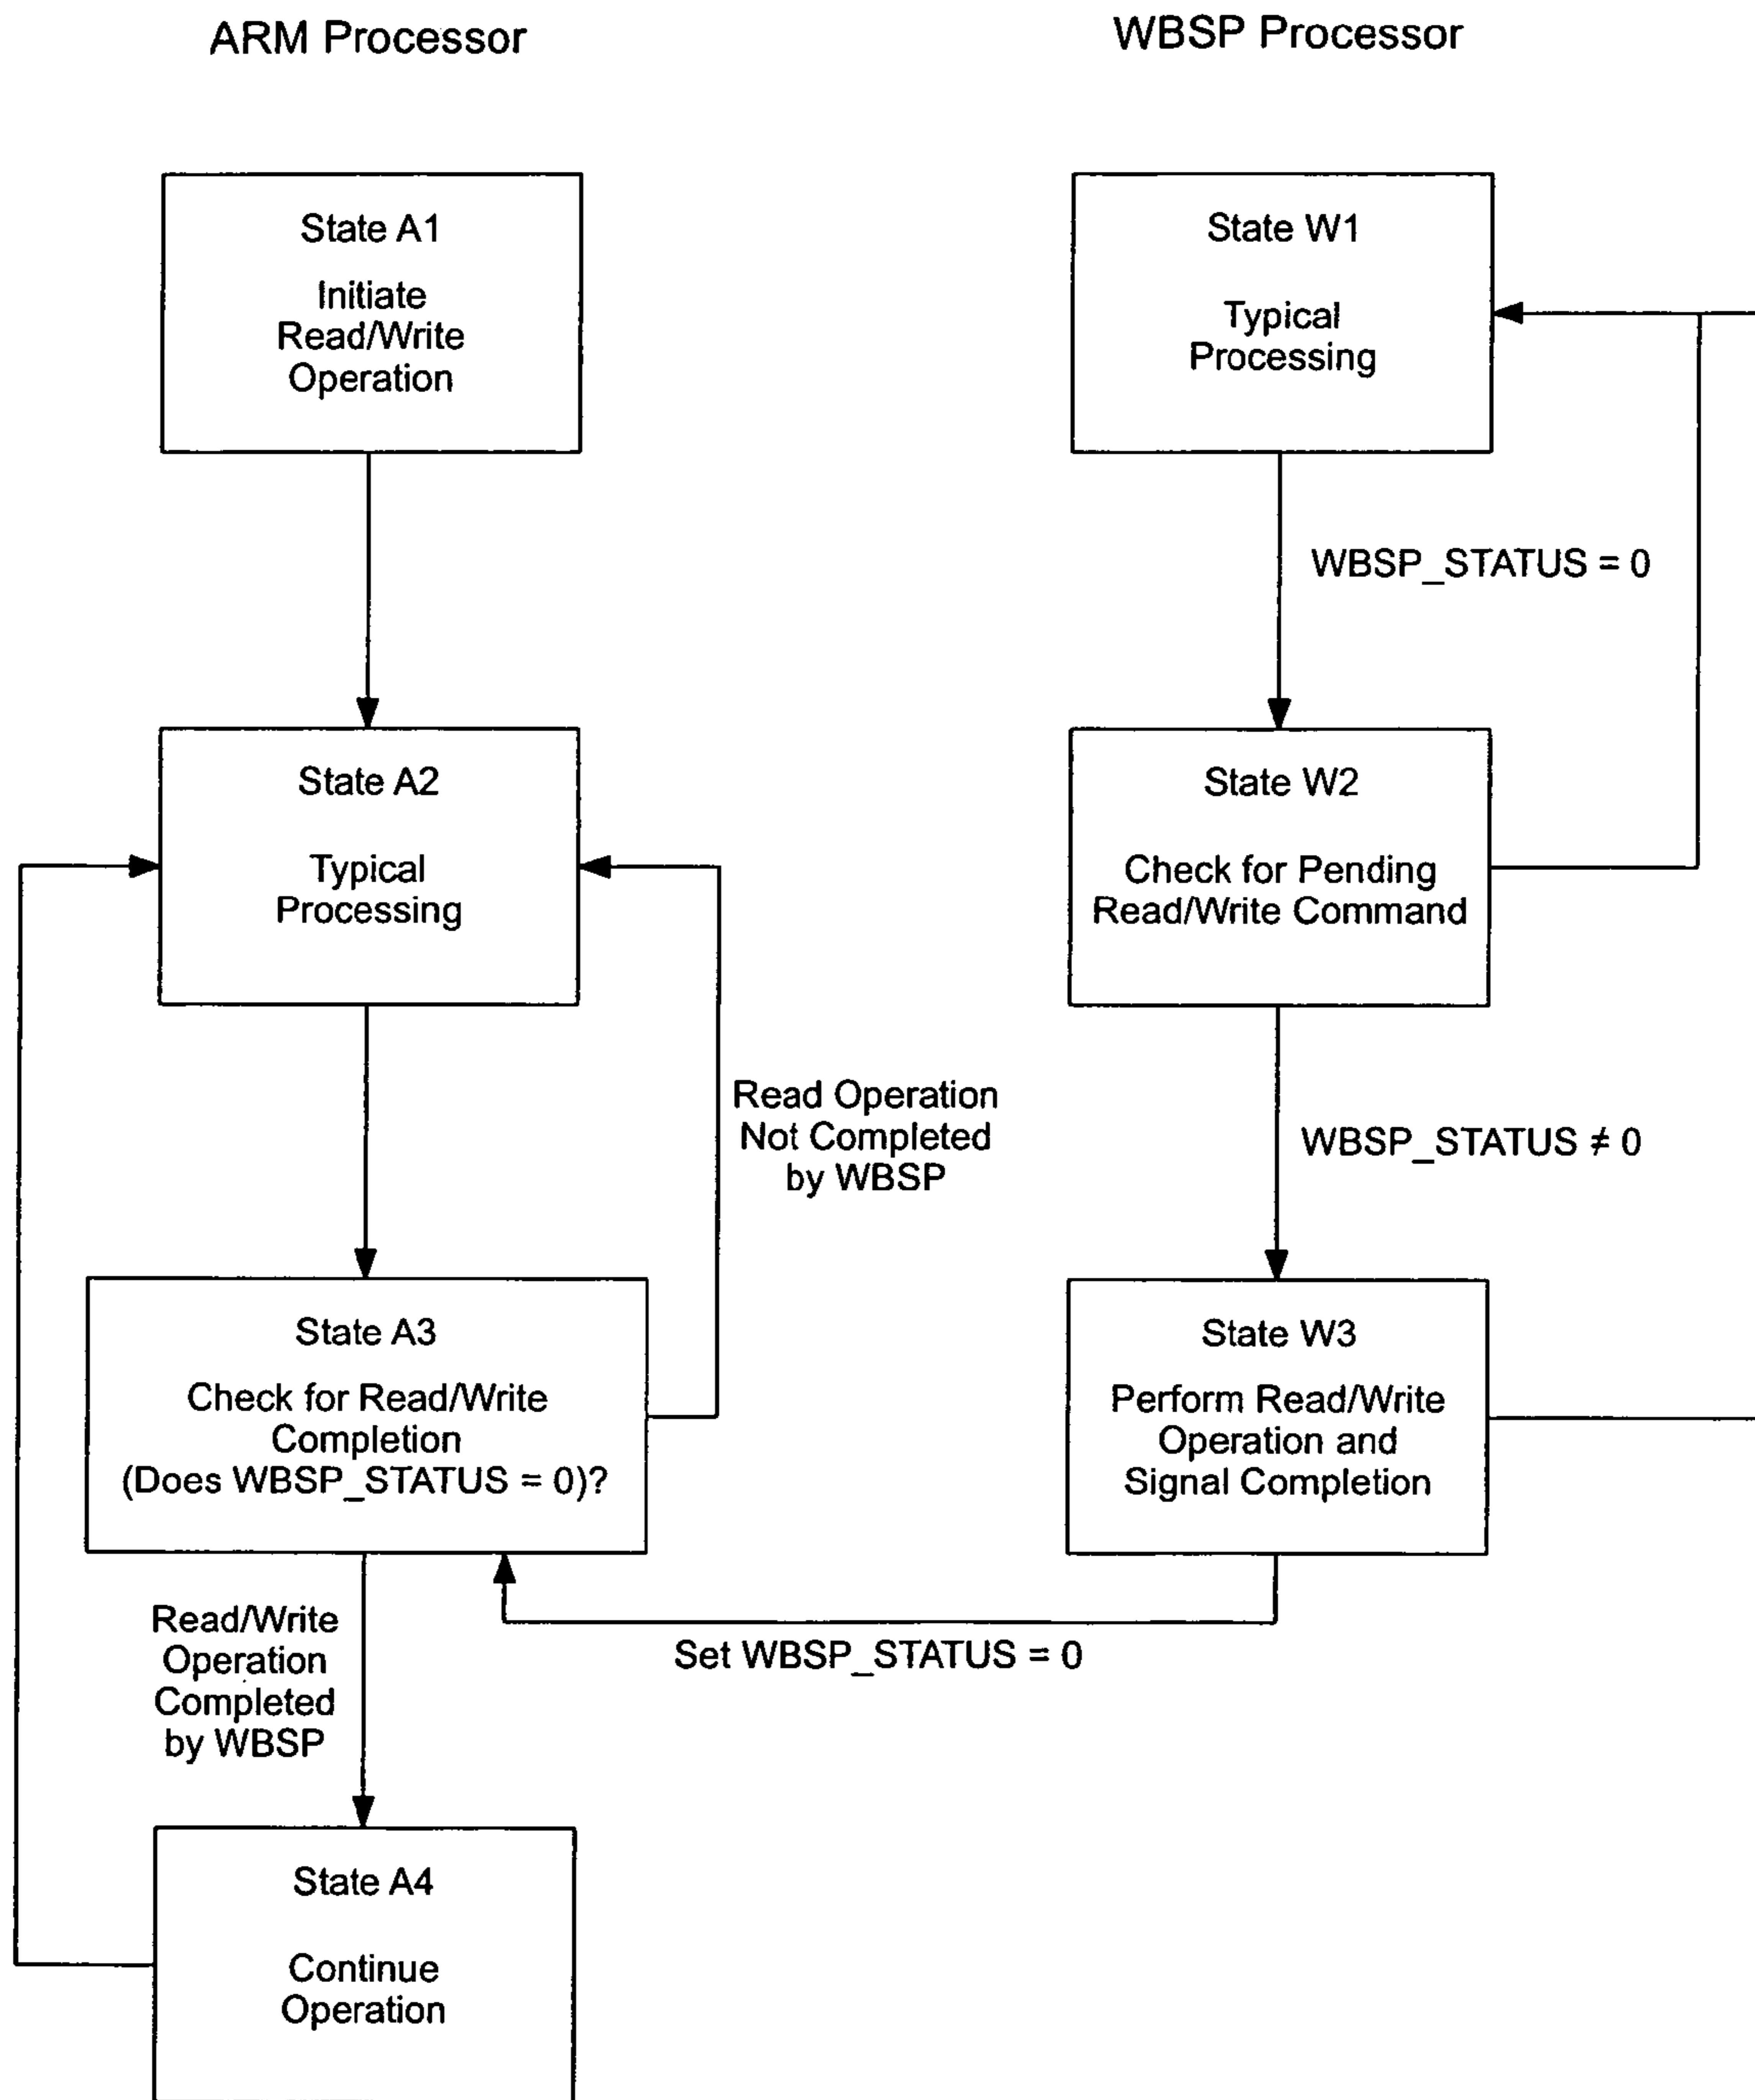 ARM Processor
WBSP Processor
State A1
Initiate
Read/Write
Operation
State W1
Typical
Processing
WBSP_STATUS = 0
State A2
Typical
Processing
State W2
Check for Pending
Read/Write Command
Read Operation
Not Completed
by WBSP
WBSP_STATUS ≠ 0
State A3
Check for Read/Write
Completion
(Does WBSP_STATUS = 0)?
State W3
Perform Read/Write
Operation and
Signal Completion
Read/Write
Operation
Completed
by WBSP
Set WBSP_STATUS = 0
State A4
Continue
Operation